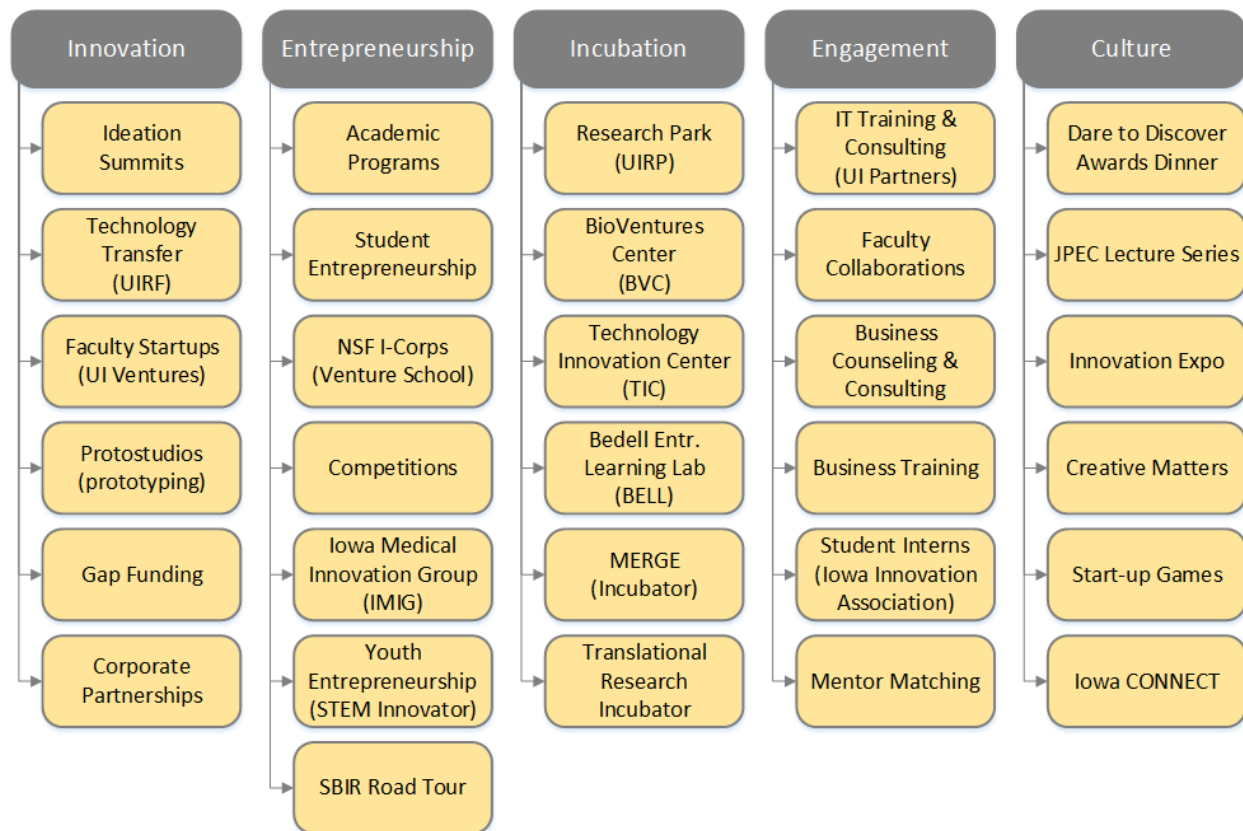 Innovation
Ideation
Summits
Technology
Transfer
(UIRF)
Faculty Startups
(UI Ventures)
Protostudios
(prototyping)
Gap Funding
Corporate
Partnerships
Entrepreneurship
Academic
Programs
Student
Entrepreneurship
NSF I-Corps
(Venture School)
Competitions
Iowa Medical
Innovation Group
(IMIG)
Youth
Entrepreneurship
(STEM Innovator)
SBIR Road Tour
Incubation
Research Park
(UIRP)
BioVentures
Center
(BVC)
Technology
Innovation Center
(TIC)
Bedell Entr.
Learning Lab
(BELL)
MERGE
(Incubator)
Translational
Research
Incubator
Engagement
IT Training &
Consulting
(UI Partners)
Faculty
Collaborations
Business
Counseling &
Consulting
Business Training
Student Interns
(Iowa Innovation
Association)
Mentor Matching
Culture
Dare to Discover
Awards Dinner
JPEC Lecture Series
Innovation Expo
Creative Matters
Start-up Games
Iowa CONNECT